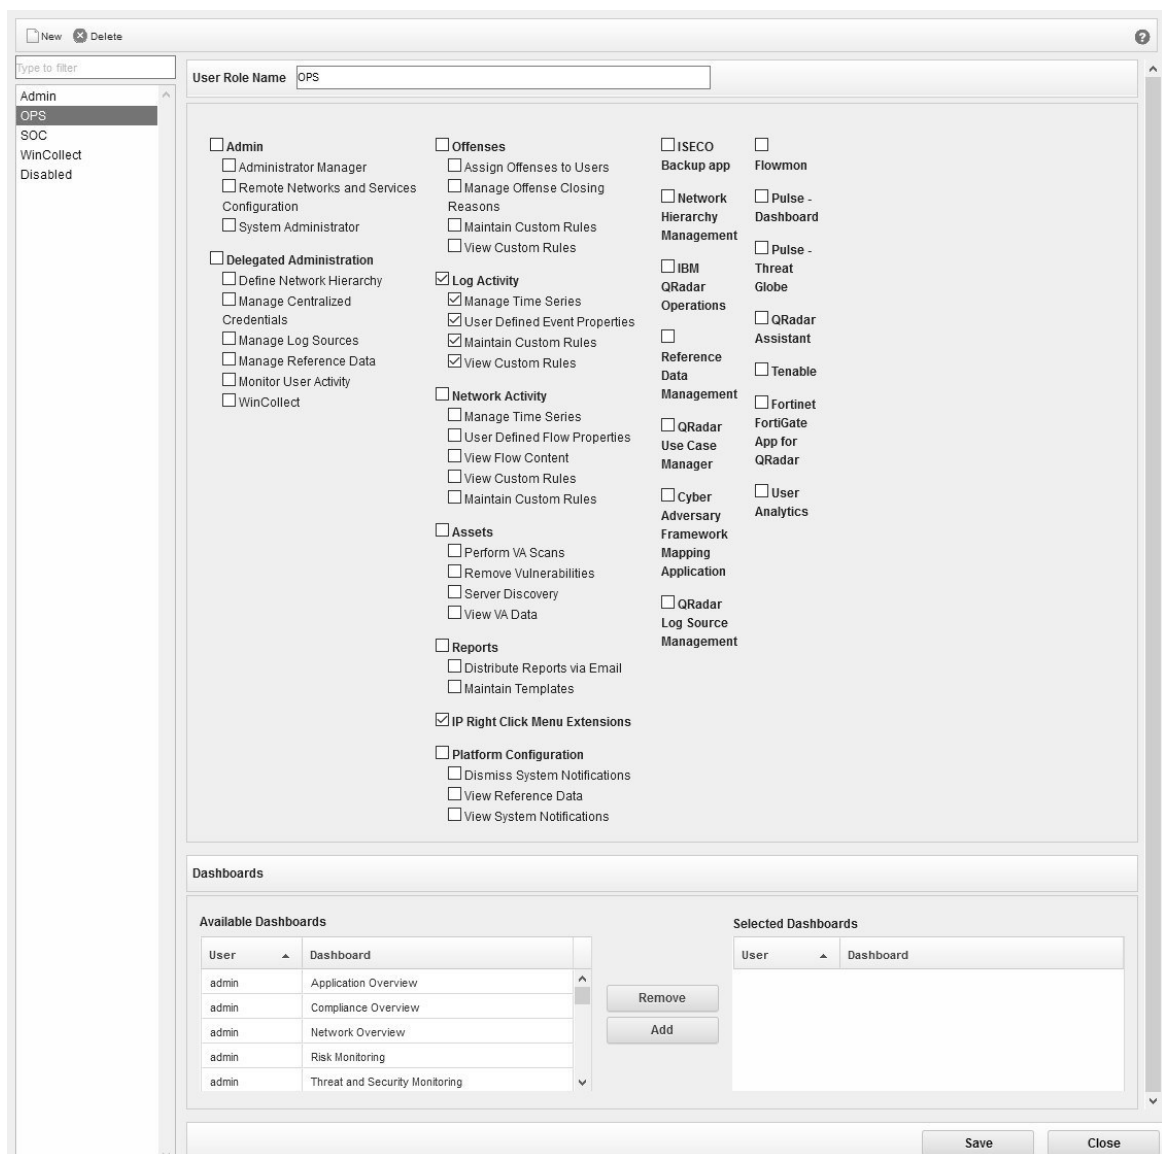 New Delete
Type to filter
Admin
OPS
SOC
WinCollect
Disabled
User Role Name OPS
Admin
Administrator Manager
Remote Networks and Services
Configuration
System Administrator
Delegated Administration
Define Network Hierarchy
Manage Centralized
Credentials
Manage Log Sources
Manage Reference Data
Monitor User Activity
WinCollect
Offenses
Assign Offenses to Users
Manage Offense Closing
Reasons
Maintain Custom Rules
View Custom Rules
Log Activity
Manage Time Series
User Defined Event Properties
Maintain Custom Rules
View Custom Rules
Network Activity
Manage Time Series
User Defined Flow Properties
View Flow Content
View Custom Rules
Maintain Custom Rules
Assets
Perform VA Scans
Remove Vulnerabilities
Server Discovery
View VA Data
Reports
Distribute Reports via Email
Maintain Templates
IP Right Click Menu Extensions
Platform Configuration
Dismiss System Notifications
View Reference Data
View System Notifications
ISECO
Backup app
Network
Hierarchy
Management
IBM
QRadar
Operations
Reference
Data
Management
QRadar
Use Case
Manager
Cyber
Adversary
Framework
Mapping
Application
QRadar
Log Source
Management
Flowmon
Pulse -
Dashboard
Pulse -
Threat
Globe
QRadar
Assistant
Tenable
Fortinet
FortiGate
App for
QRadar
User
Analytics
Dashboards
Available Dashboards
User Dashboard
admin Application Overview
admin Compliance Overview
admin Network Overview
admin Risk Monitoring
admin Threat and Security Monitoring
Remove
Add
Selected Dashboards
User Dashboard
Save Close